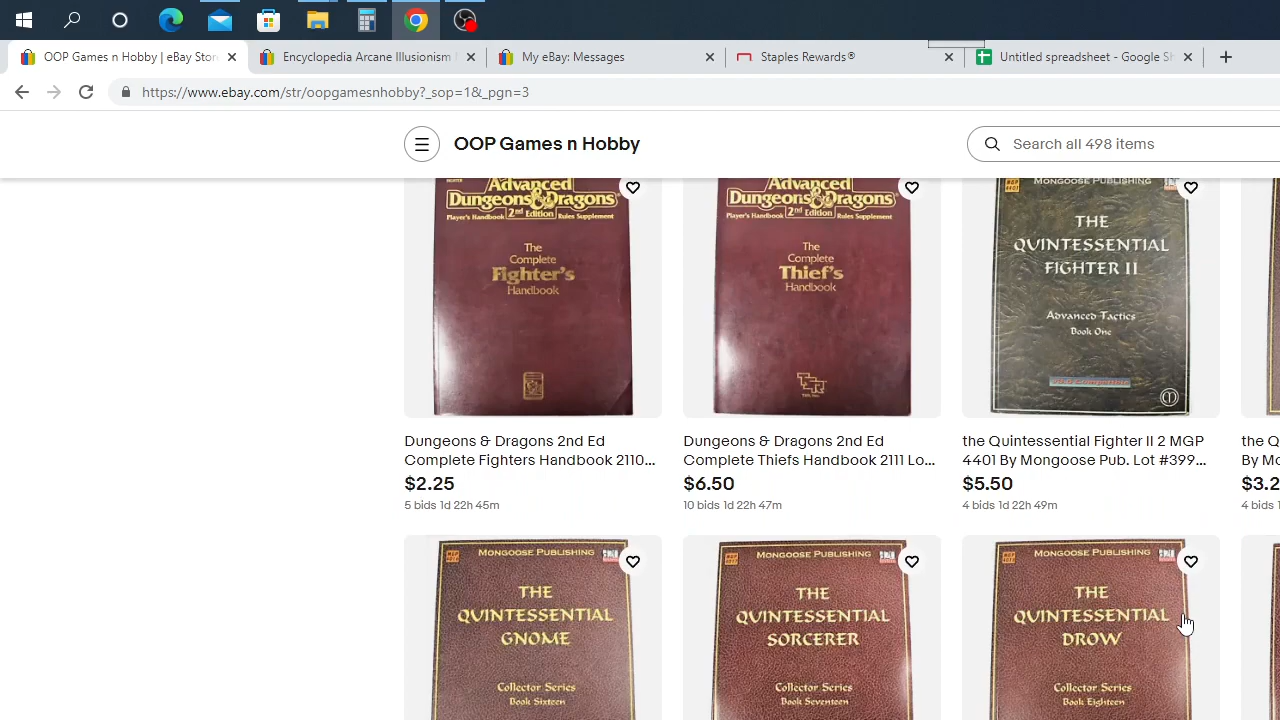 OOP Games n Hobby | eBay Stor
Encyclopedia Arcane Illusionism
My eBay: Messages
Staples Rewards®
Untitled spreadsheet - Google Sh
https://www.ebay.com/str/oopgamesnhobby?_sop=1&_pgn=3
OOP Games n Hobby
Search all 498 items
Advanced
Dungeons & Dragons
Player's Handbook 2nd Edition Rules Supplement
The
Complete
Fighter's
Handbook
Advanced
Dungeons & Dragons
Player's Handbook 2nd Edition Rules Supplement
The
Complete
Thief's
Handbook
MONGOOSE PUBLISHING
THE
QUINTESSENTIAL
FIGHTER II
Advanced Tactics
Book One
Dungeons & Dragons 2nd Ed
Complete Fighters Handbook 2110...
$2.25
5 bids 1d 22h 45m
Dungeons & Dragons 2nd Ed
Complete Thiefs Handbook 2111 Lo...
$6.50
10 bids 1d 22h 47m
the Quintessential Fighter II 2 MGP
4401 By Mongoose Pub. Lot #399...
$5.50
4 bids 1d 22h 49m
the Q
By Mo
$3.2
4 bids 1
MONGOOSE PUBLISHING
THE
QUINTESSENTIAL
GNOME
Collector Series
Book Sixteen
MONGOOSE PUBLISHING
THE
QUINTESSENTIAL
SORCERER
Collector Series
Book Seventeen
MONGOOSE PUBLISHING
THE
QUINTESSENTIAL
DROW
Collector Series
Book Eighteen